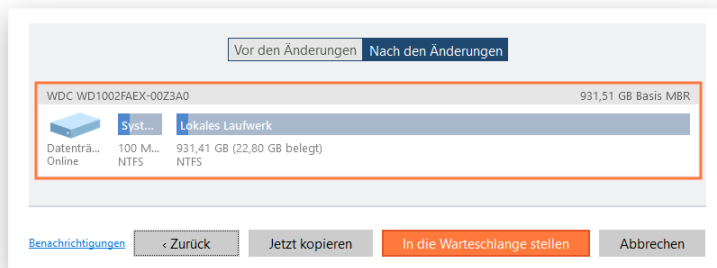 Vor den Änderungen Nach den Änderungen
WDC WD1002FAEX-00Z3A0 931,51 GB Basis MBR
Syst... Lokales Laufwerk
Datenträ... 100 M... 931,41 GB (22,80 GB belegt)
Online NTFS NTFS
Benachrichtigungen ‹ Zurück Jetzt kopieren In die Warteschlange stellen Abbrechen